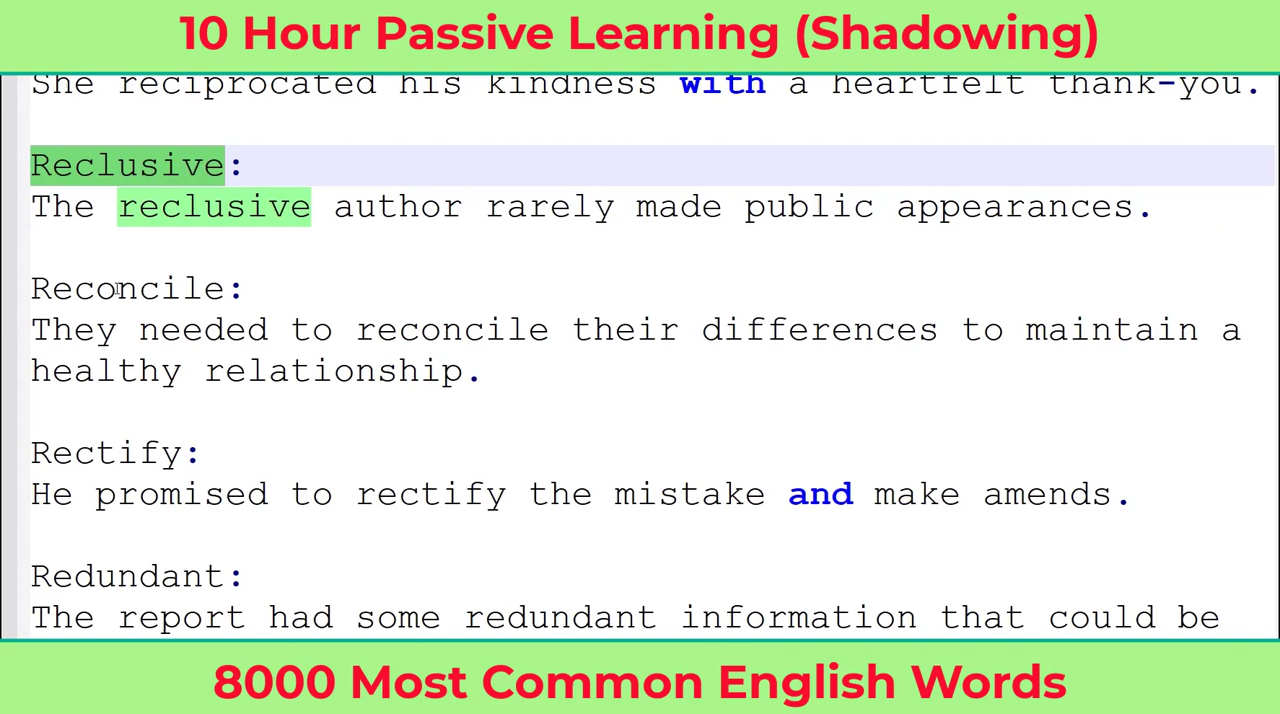 10 Hour Passive Learning (Shadowing)
She reciprocated his kindness with a heartfelt thank-you.
Reclusive:
The reclusive author rarely made public appearances.
Reconcile:
They needed to reconcile their differences to maintain a
healthy relationship.
Rectify:
He promised to rectify the mistake and make amends.
Redundant:
The report had some redundant information that could be
8000 Most Common English Words